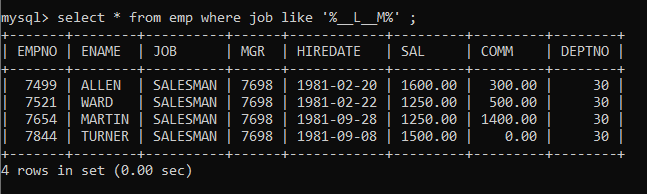 mysql> select * from emp where job like '%__L__M%' ;
+-------+--------+----------+------+------------+---------+---------+--------+
| EMPNO | ENAME  | JOB      | MGR  | HIREDATE   | SAL     | COMM    | DEPTNO |
+-------+--------+----------+------+------------+---------+---------+--------+
|  7499 | ALLEN  | SALESMAN | 7698 | 1981-02-20 | 1600.00 |  300.00 |     30 |
|  7521 | WARD   | SALESMAN | 7698 | 1981-02-22 | 1250.00 |  500.00 |     30 |
|  7654 | MARTIN | SALESMAN | 7698 | 1981-09-28 | 1250.00 | 1400.00 |     30 |
|  7844 | TURNER | SALESMAN | 7698 | 1981-09-08 | 1500.00 |    0.00 |     30 |
+-------+--------+----------+------+------------+---------+---------+--------+
4 rows in set (0.00 sec)